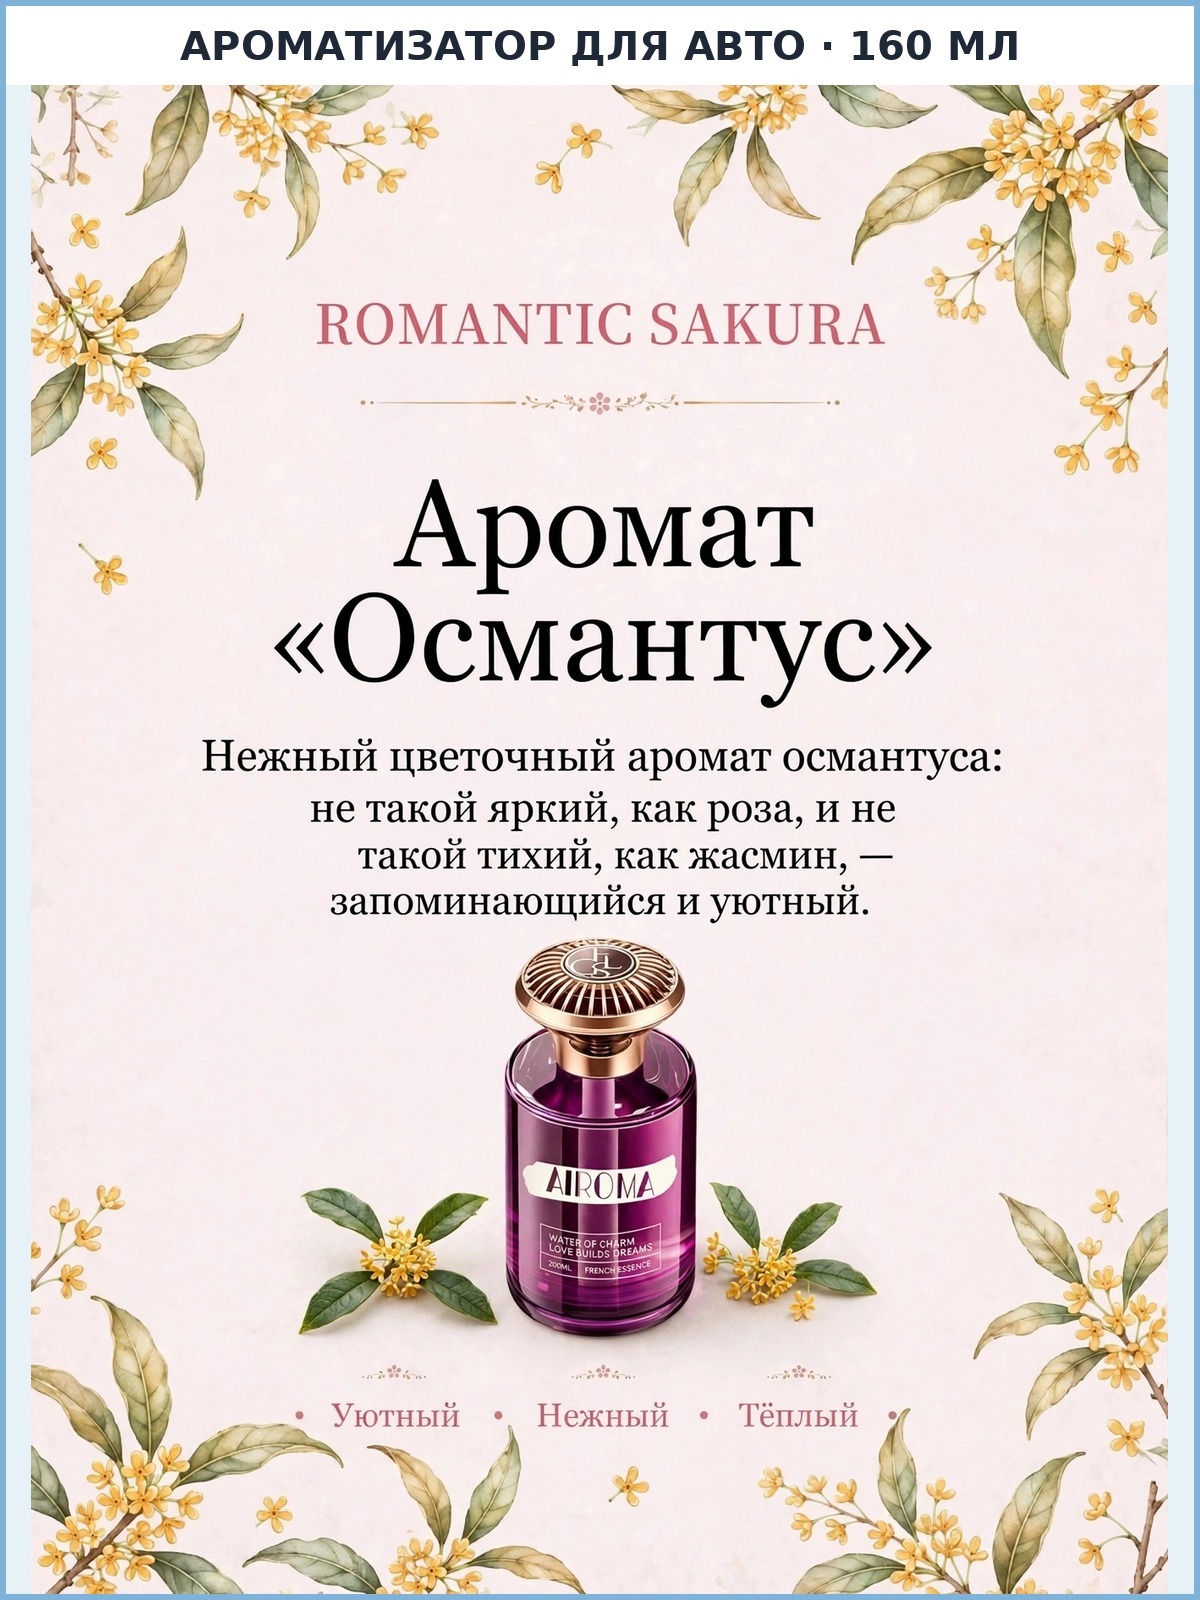 АРОМАТИЗАТОР ДЛЯ АВТО · 160 МЛ
ROMANTIC SAKURA
Аромат
«Османтус»
Нежный цветочный аромат османтуса:
не такой яркий, как роза, и не
такой тихий, как жасмин, —
запоминающийся и уютный.
AIROMA
WATER OF CHARM
LOVE BUILDS DREAMS
200ML FRENCH ESSENCE
• Уютный • Нежный • Тёплый •